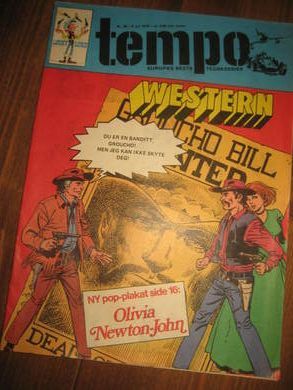 tempo
EUROPAS BESTE TEGNESERIER
WESTERN
GROUCHO BILL
DU ER EN BANDITT,
GROUCHO!
MEN JEG KAN IKKE SKYTE
DEG!
NY pop-plakat side 16:
Olivia
Newton-John
DEAD